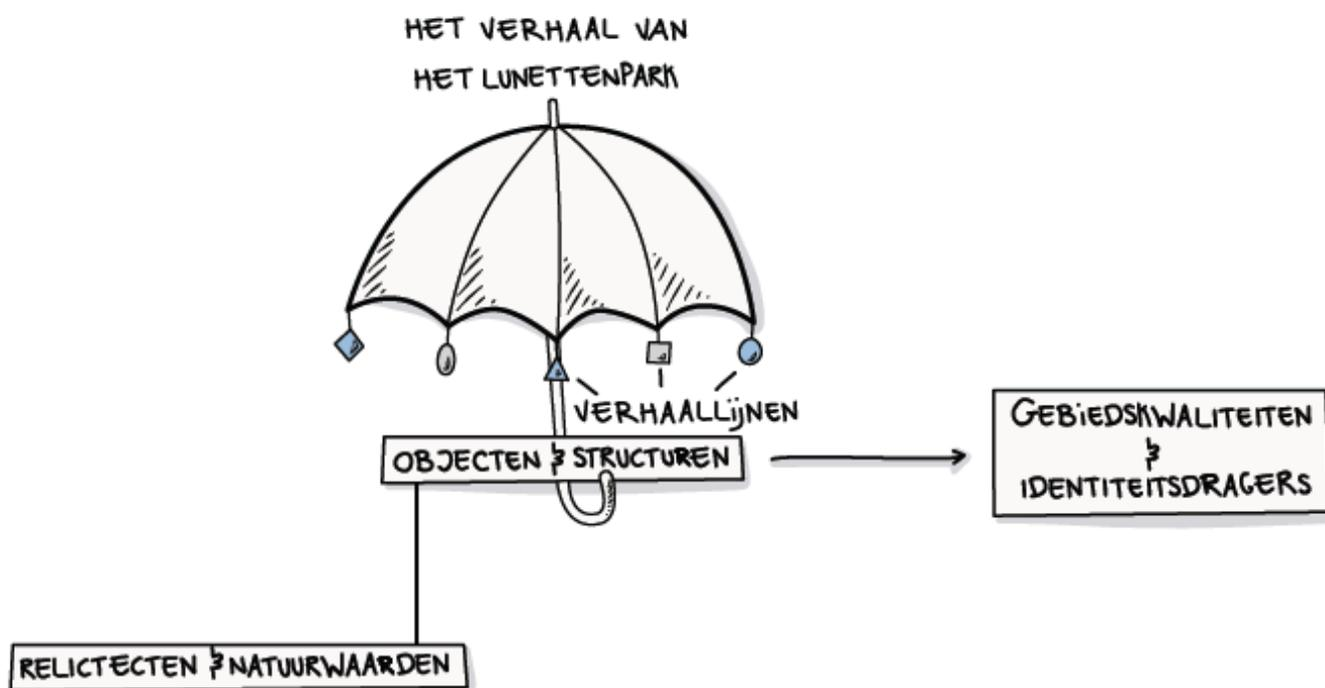 HET VERHAAL VAN
HET LUNETTENPARK
VERHAALLIJNEN
OBJECTEN & STRUCTUREN
GEBIEDSKWALITEITEN
&
IDENTITEITSDRAGERS
RELICTECTEN & NATUURWAARDEN